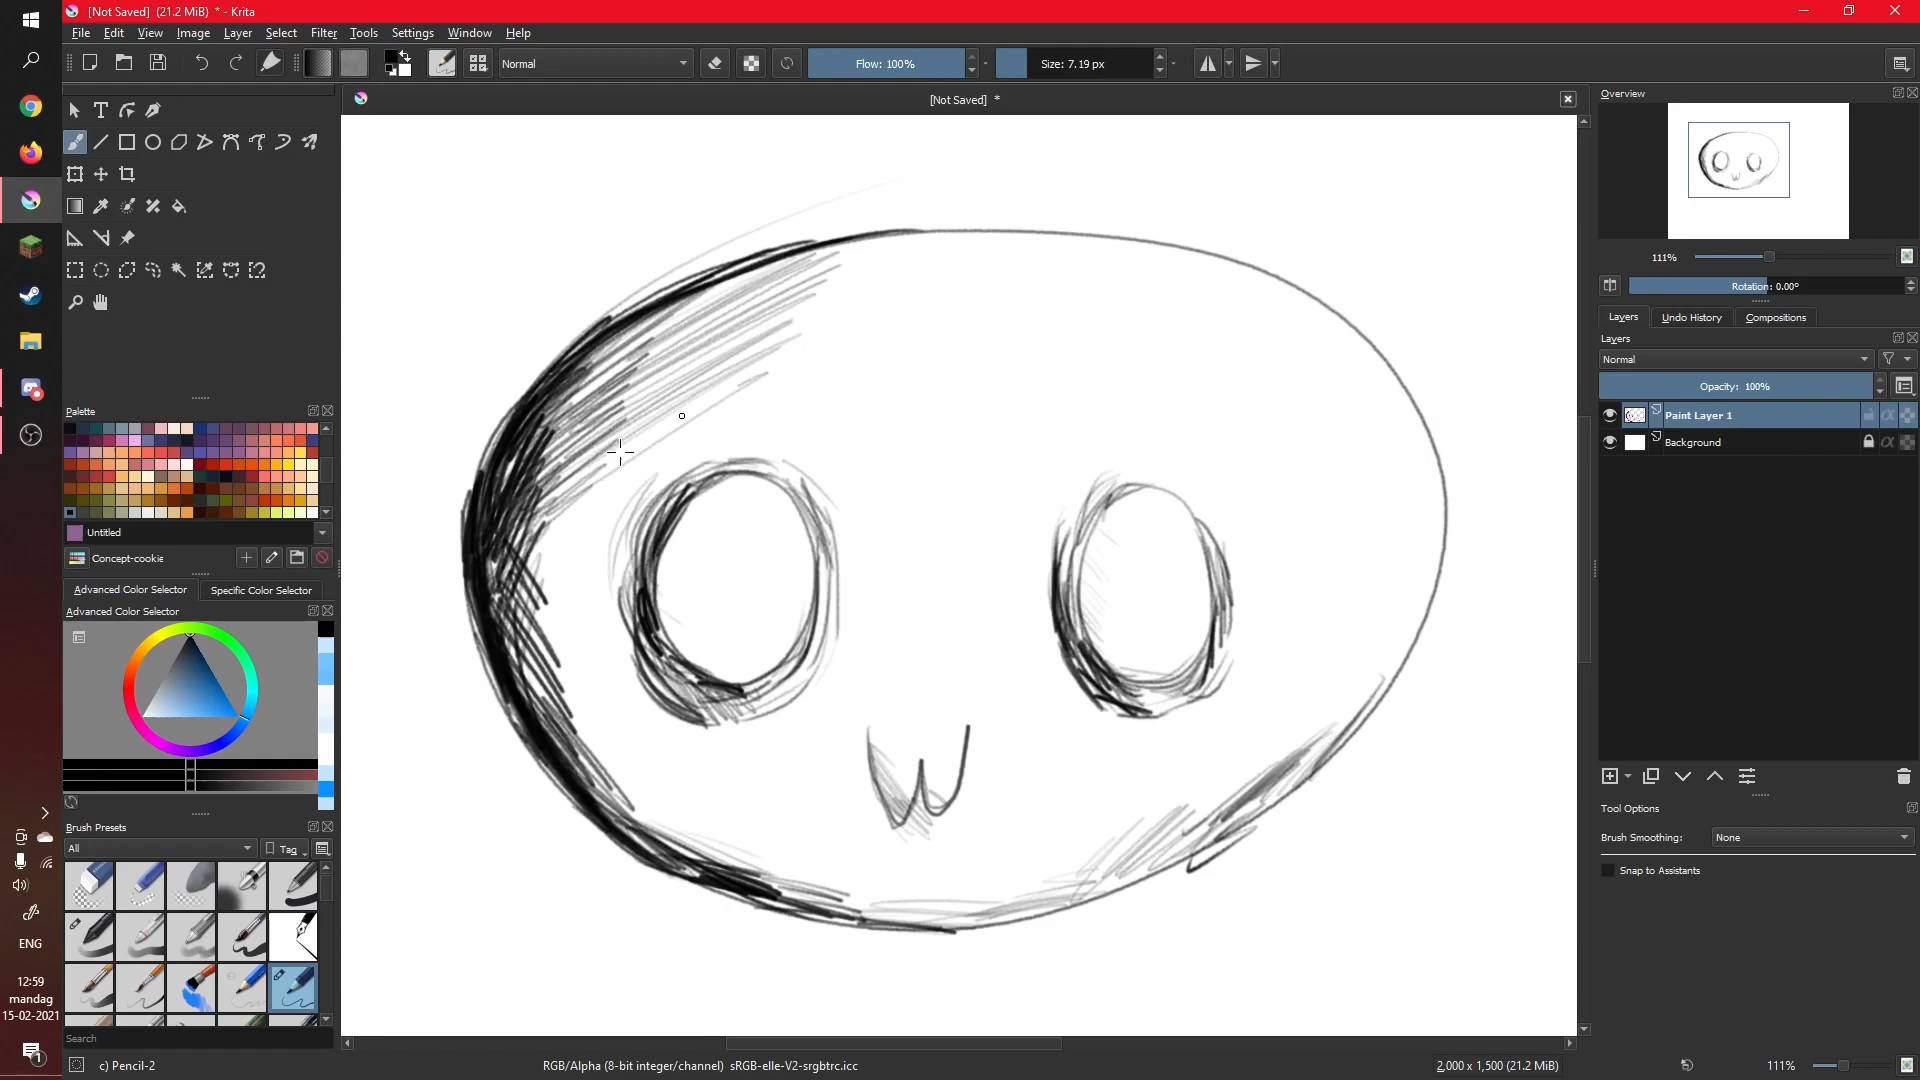 [Not Saved]  (21.2 MiB)  * - Krita
File Edit View Image Layer Select Filter Tools Settings Window Help
Normal
Flow: 100%
Size: 7.19 px
[Not Saved]  *
Overview
111%
Rotation: 0.00°
Layers Undo History Compositions
Layers
Normal
Opacity:  100%
Paint Layer 1
Background
Tool Options
Brush Smoothing: None
Snap to Assistants
Palette
Untitled
Concept-cookie
Advanced Color Selector Specific Color Selector
Advanced Color Selector
Brush Presets
All
Tag
Search
ENG
12:59
mandag
15-02-2021
1
c) Pencil-2
RGB/Alpha (8-bit integer/channel)  sRGB-elle-V2-srgbtrc.icc
2,000 x 1,500 (21.2 MiB)
111%